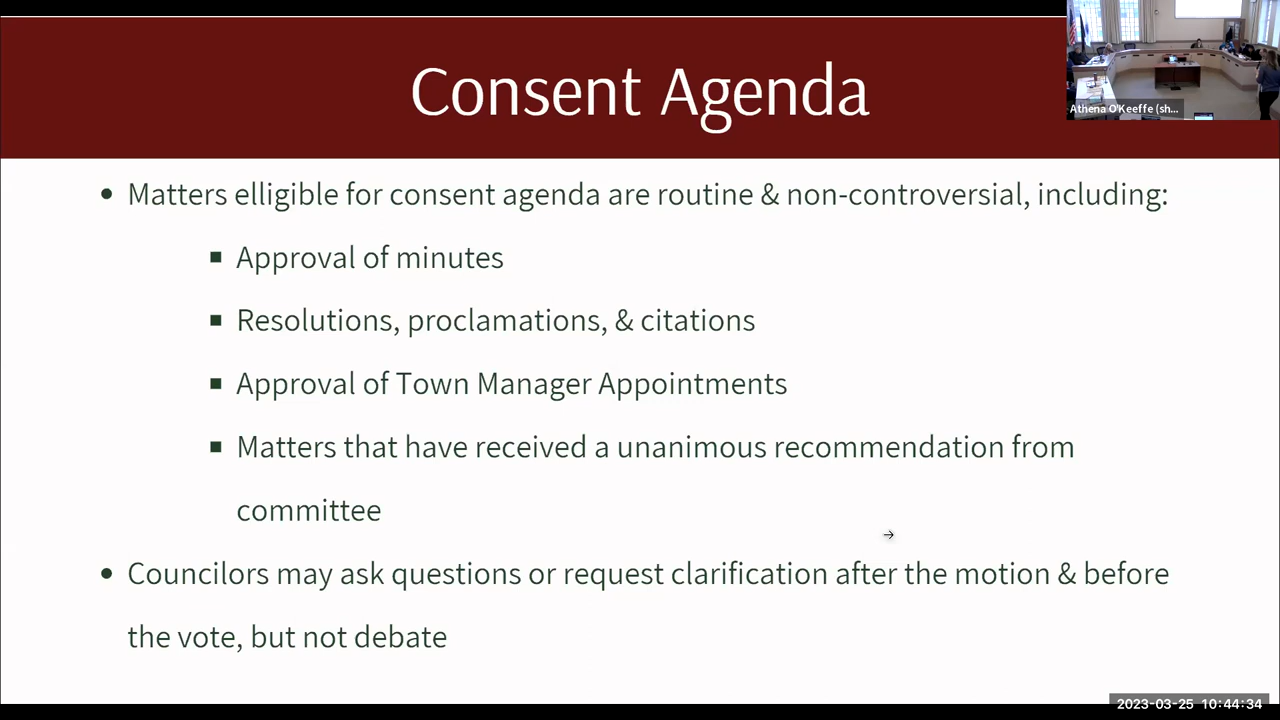 Consent Agenda
Athena O'Keeffe (sh...
• Matters elligible for consent agenda are routine & non-controversial, including:
▪ Approval of minutes
▪ Resolutions, proclamations, & citations
▪ Approval of Town Manager Appointments
▪ Matters that have received a unanimous recommendation from
committee
• Councilors may ask questions or request clarification after the motion & before
the vote, but not debate
2023-03-25 10:44:34